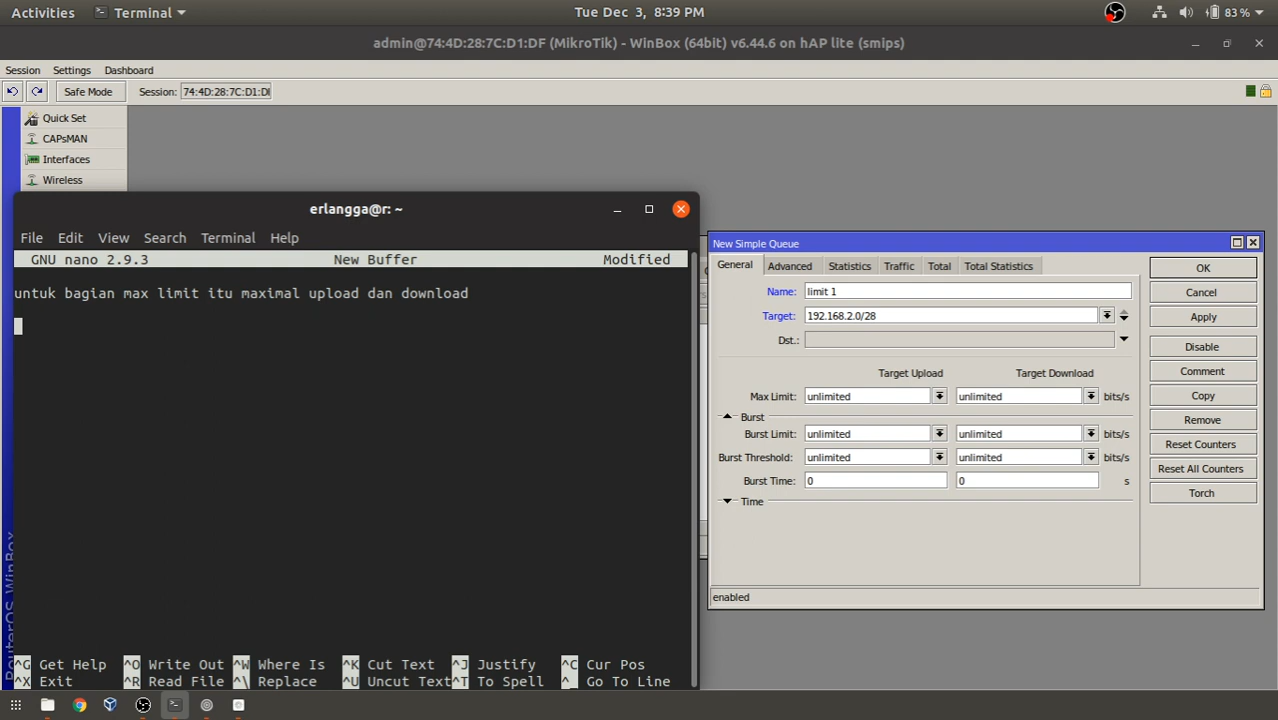 Activities Terminal Tue Dec 3, 8:39 PM 83 %
admin@74:4D:28:7C:D1:DF (MikroTik) - WinBox (64bit) v6.44.6 on hAP lite (smips)
Session Settings Dashboard
Safe Mode Session: 74:4D:28:7C:D1:DF
Quick Set
CAPsMAN
Interfaces
Wireless
RouterOS WinBox
erlangga@r: ~
File Edit View Search Terminal Help
GNU nano 2.9.3 New Buffer Modified
untuk bagian max limit itu maximal upload dan download
^G Get Help ^O Write Out ^W Where Is ^K Cut Text ^J Justify ^C Cur Pos
^X Exit ^R Read File ^\ Replace ^U Uncut Text ^T To Spell ^_ Go To Line
New Simple Queue
General Advanced Statistics Traffic Total Total Statistics
Name: limit 1
Target: 192.168.2.0/28
Dst.:
Target Upload Target Download
Max Limit: unlimited unlimited bits/s
Burst
Burst Limit: unlimited unlimited bits/s
Burst Threshold: unlimited unlimited bits/s
Burst Time: 0 0 s
Time
enabled
OK
Cancel
Apply
Disable
Comment
Copy
Remove
Reset Counters
Reset All Counters
Torch